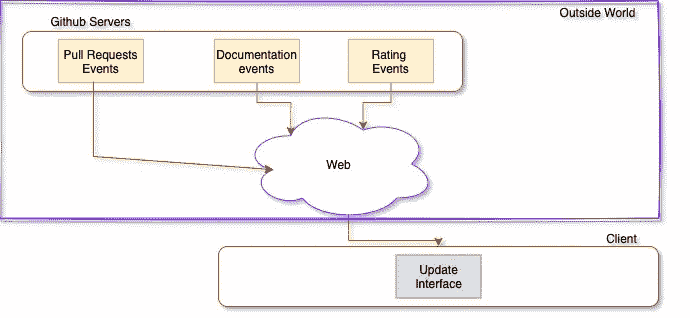 Outside World
Github Servers
Pull Requests
Events
Documentation
events
Rating
Events
Web
Client
Update
Interface